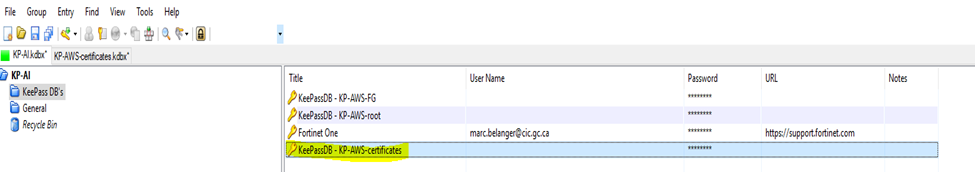 File Group Entry Find View Tools Help
KP-AI.kdbx* KP-AWS-certificates.kdbx*
KP-AI
KeePass DB's
General
Recycle Bin
Title User Name Password URL Notes
KeePassDB - KP-AWS-FG ********
KeePassDB - KP-AWS-root ********
Fortinet One marc.belanger@cic.gc.ca ******** https://support.fortinet.com
KeePassDB - KP-AWS-certificates ********